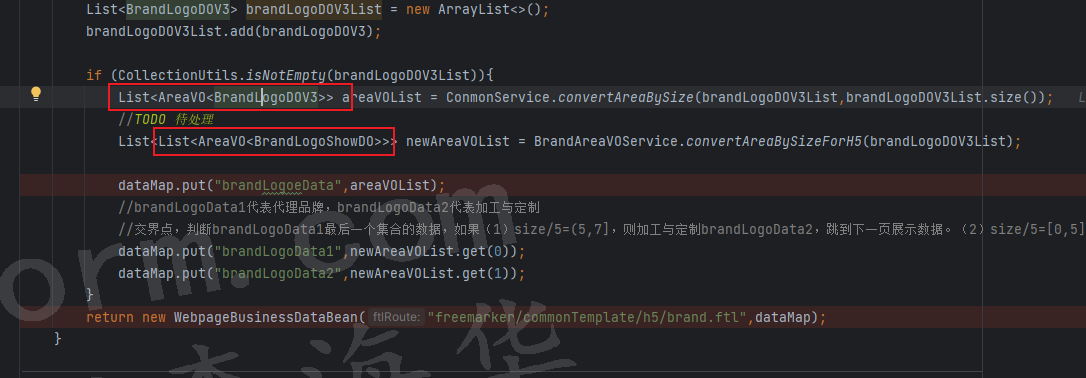 List<BrandLogoDOV3> brandLogoDOV3List = new ArrayList<>();
brandLogoDOV3List.add(brandLogoDOV3);
if (CollectionUtils.isNotEmpty(brandLogoDOV3List)){
List<AreaVO<BrandLogoDOV3>> areaVOList = ConmonService.convertAreaBySize(brandLogoDOV3List,brandLogoDOV3List.size());
//TODO 待处理
List<List<AreaVO<BrandLogoShowDO>>> newAreaVOList = BrandAreaVOService.convertAreaBySizeForH5(brandLogoDOV3List);
dataMap.put("brandLogoeData",areaVOList);
//brandLogoData1代表代理品牌，brandLogoData2代表加工与定制
//交界点，判断brandLogoData1最后一个集合的数据，如果（1）size/5=(5,7]，则加工与定制brandLogoData2，跳到下一页展示数据。（2）size/5=[0,5]
dataMap.put("brandLogoData1",newAreaVOList.get(0));
dataMap.put("brandLogoData2",newAreaVOList.get(1));
}
return new WebpageBusinessDataBean( ftlRoute: "freemarker/commonTemplate/h5/brand.ftl",dataMap);
}
orm.com
海华